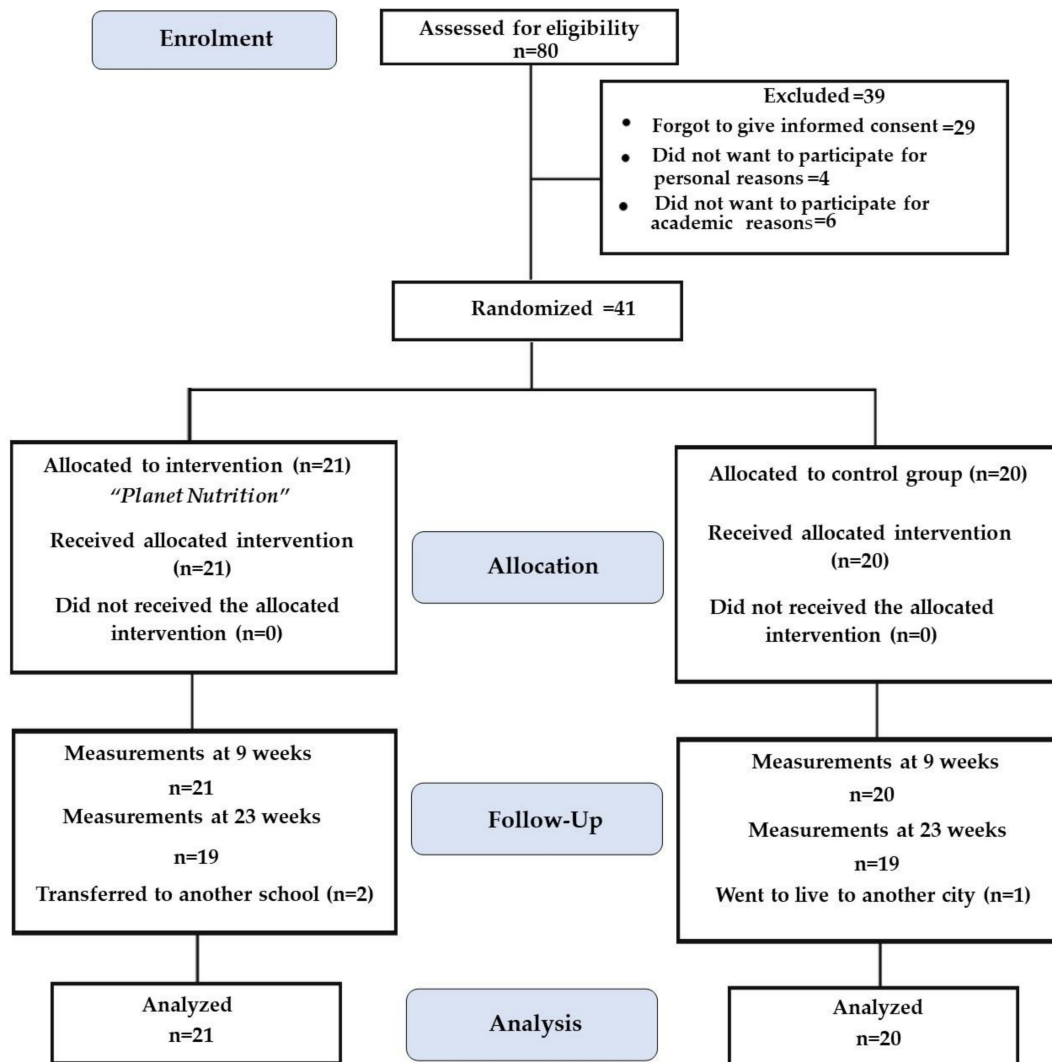 Enrolment
Assessed for eligibility
n=80
Excluded =39
• Forgot to give informed consent =29
• Did not want to participate for
personal reasons =4
• Did not want to participate for
academic reasons=6
Randomized =41
Allocated to intervention (n=21)
"Planet Nutrition"
Received allocated intervention
(n=21)
Did not received the allocated
intervention (n=0)
Allocation
Allocated to control group (n=20)
Received allocated intervention
(n=20)
Did not received the allocated
intervention (n=0)
Measurements at 9 weeks
n=21
Measurements at 23 weeks
n=19
Transferred to another school (n=2)
Follow-Up
Measurements at 9 weeks
n=20
Measurements at 23 weeks
n=19
Went to live to another city (n=1)
Analyzed
n=21
Analysis
Analyzed
n=20